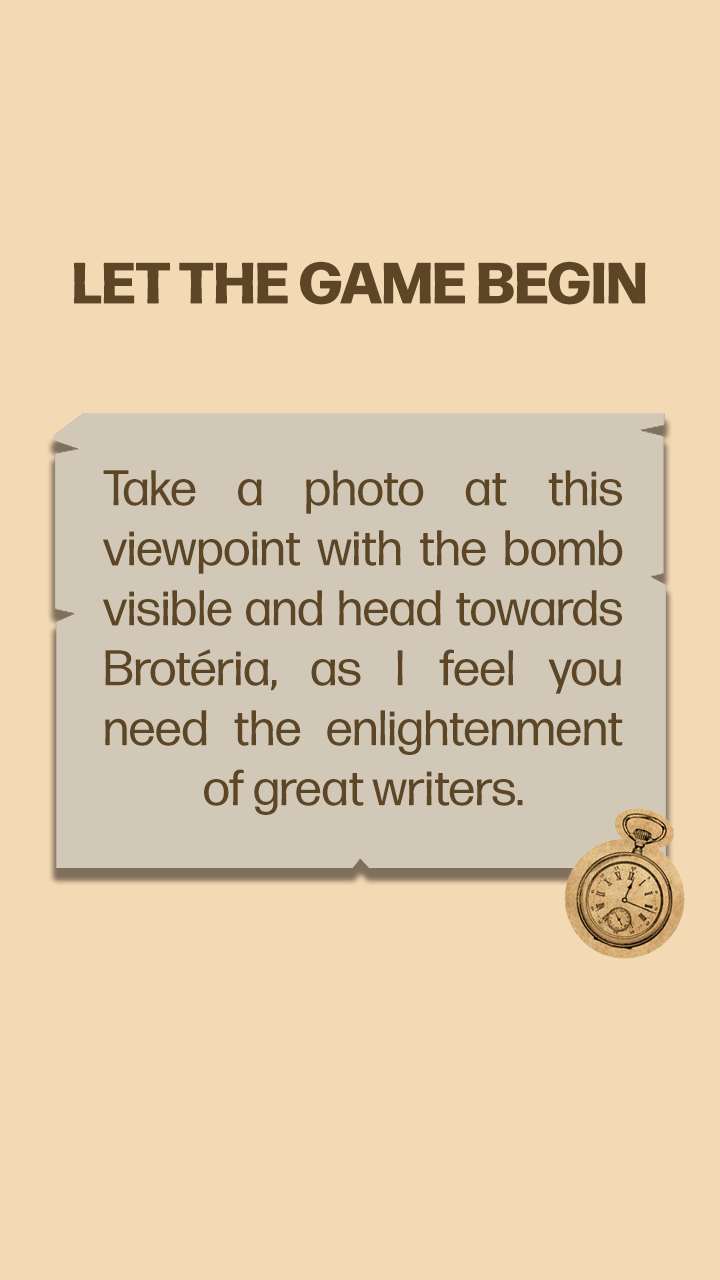 LET THE GAME BEGIN
Take a photo at this
viewpoint with the bomb
visible and head towards
Brotéria, as I feel you
need the enlightenment
of great writers.